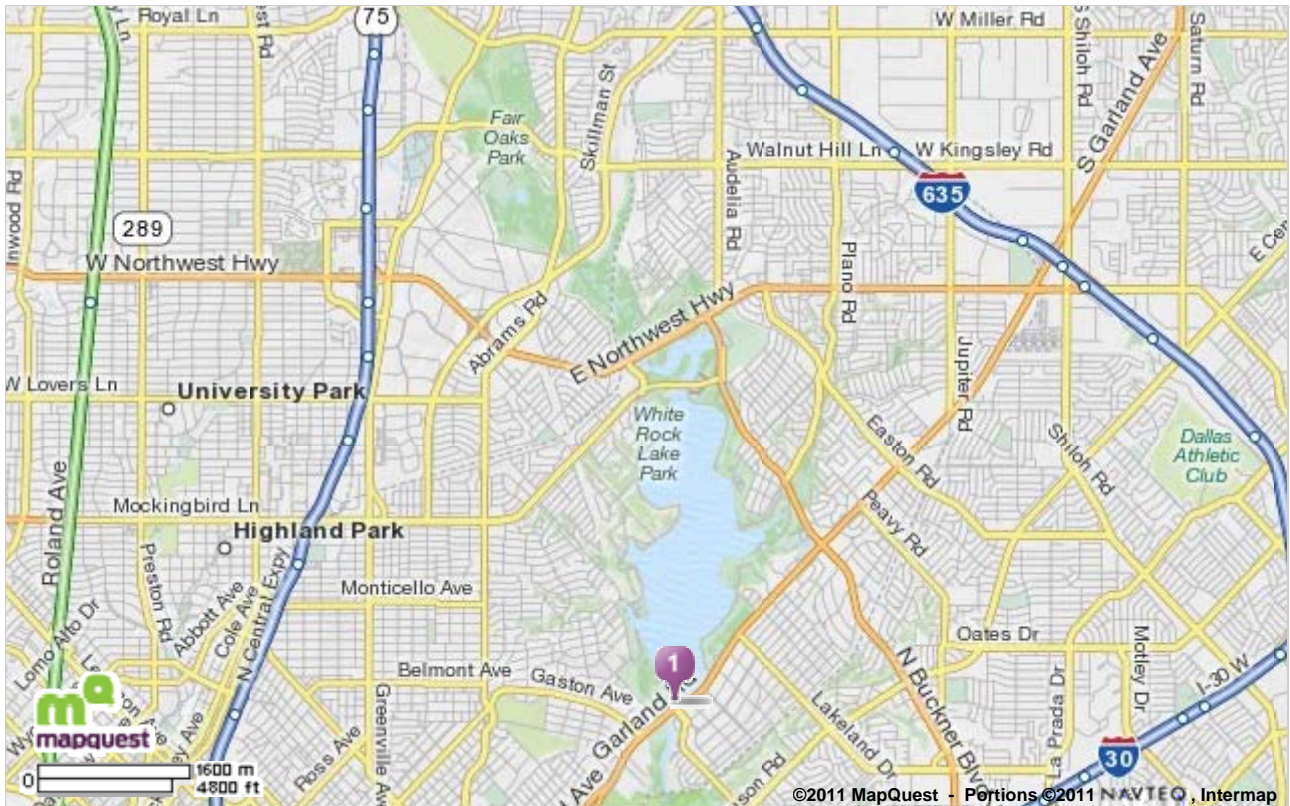 Royal Ln
75
W Miller Rd
S Shiloh Rd
Saturn Rd
S Garland Ave
Skillman St
Fair
Oaks
Park
Walnut Hill Ln
W Kingsley Rd
Audelia Rd
635
289
W Northwest Hwy
Plano Rd
Abrams Rd
E Northwest Hwy
Jupiter Rd
W Lovers Ln
University Park
White
Rock
Lake
Park
Easton Rd
Shiloh Rd
Dallas
Athletic
Club
Mockingbird Ln
Highland Park
Peavy Rd
Roland Ave
Preston Rd
Abbott Ave
Cole Ave
N Central Expy
Monticello Ave
Lomo Alto Dr
Oates Dr
Motley Dr
1
Belmont Ave
Gaston Ave
Garland
N Buckner Blvd
I-30 W
Greenville Av
Lakeland Dr
La Prada Dr
Ross Ave
mq
mapquest
30
0
1600 m
4800 ft
©2011 MapQuest - Portions ©2011 NAVTEQ, Intermap